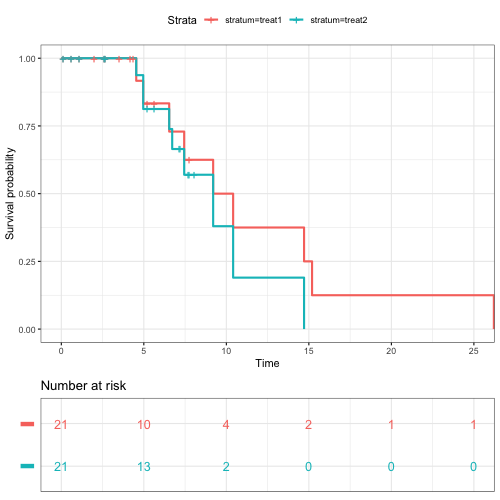 Strata stratum=treat1 stratum=treat2
Survival probability
1.00
0.75
0.50
0.25
0.00
0 5 10 15 20 25
Time
Number at risk
21 10 4 2 1 1
21 13 2 0 0 0